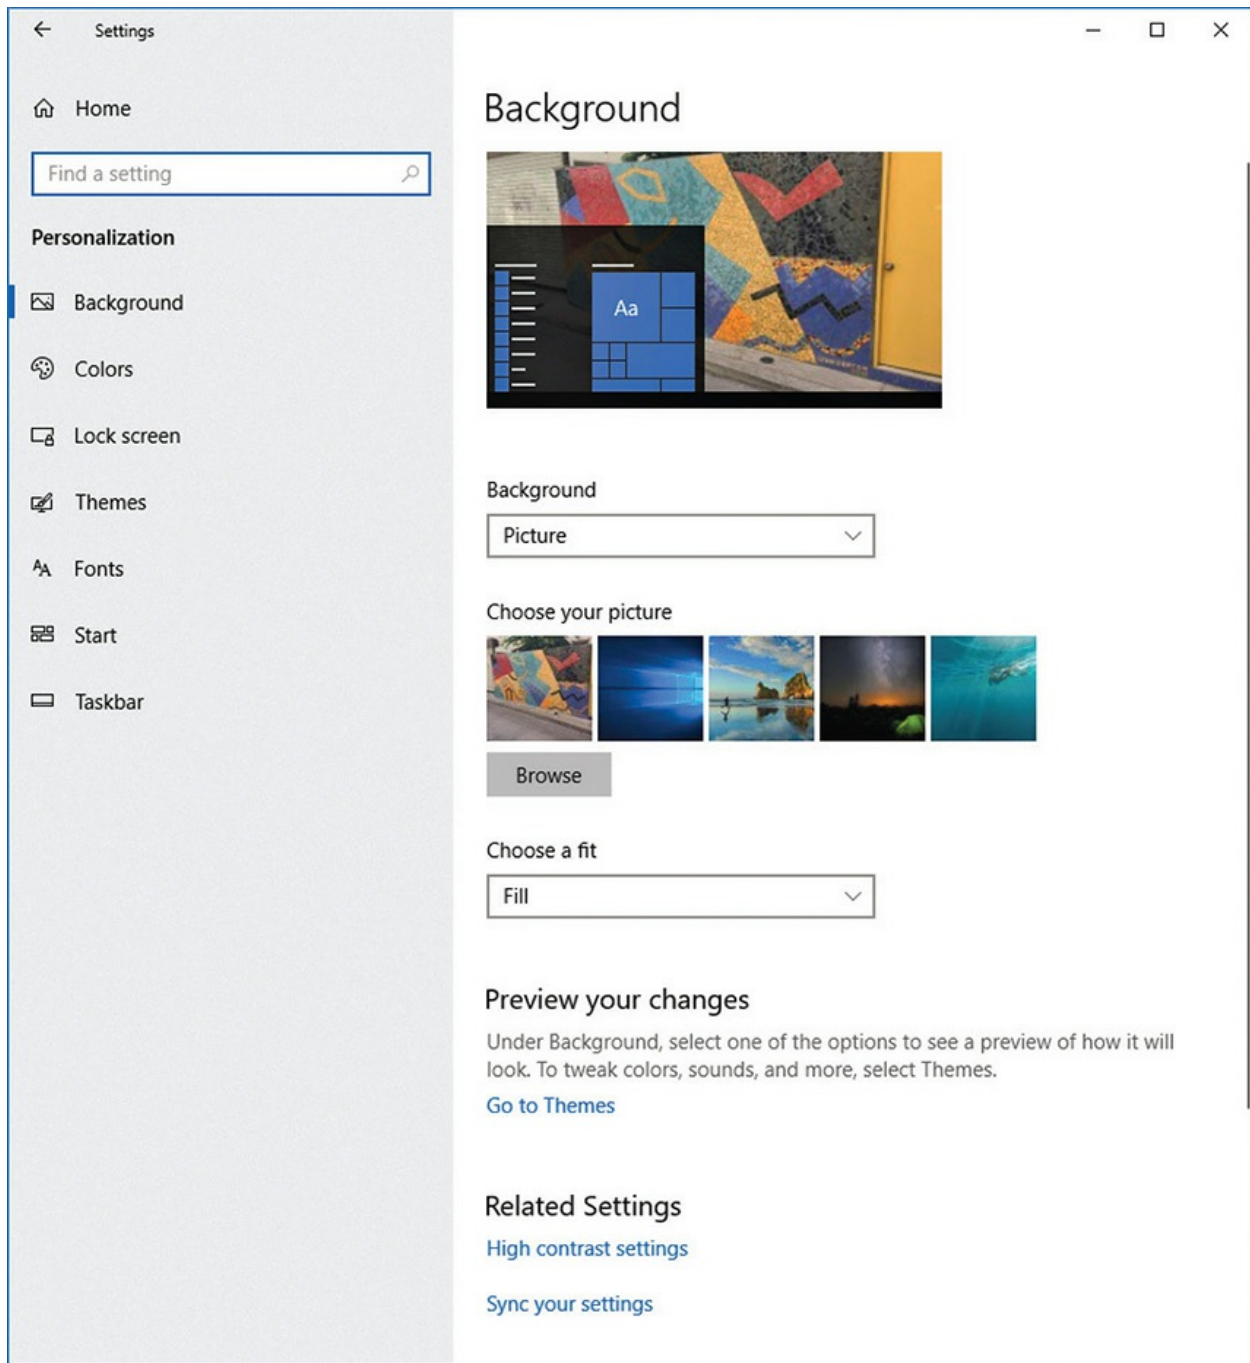 Settings
Home
Find a setting
Personalization
Background
Colors
Lock screen
Themes
Fonts
Start
Taskbar
Background
Aa
Background
Picture
Choose your picture
Browse
Choose a fit
Fill
Preview your changes
Under Background, select one of the options to see a preview of how it will
look. To tweak colors, sounds, and more, select Themes.
Go to Themes
Related Settings
High contrast settings
Sync your settings